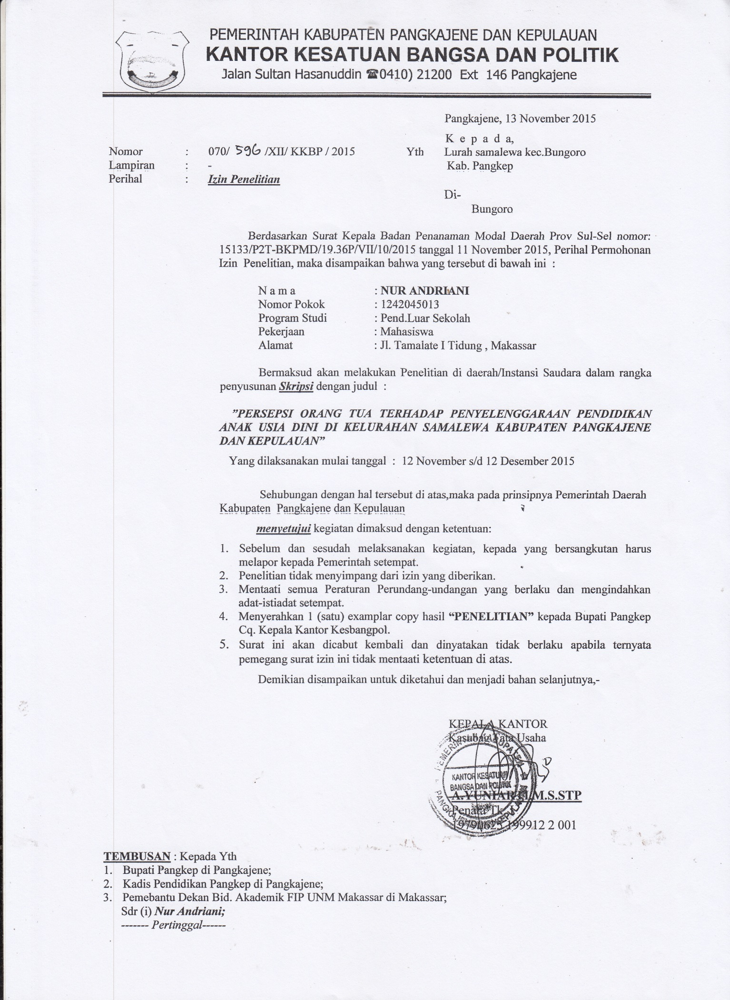 PEMERINTAH KABUPATEN PANGKAJENE DAN KEPULAUAN
KANTOR KESATUAN BANGSA DAN POLITIK
Jalan Sultan Hasanuddin ☎0410) 21200 Ext 146 Pangkajene
Pangkajene, 13 November 2015
K e p a d a,
Nomor : 070/ 596 /XII/ KKBP / 2015 Yth Lurah samalewa kec.Bungoro
Lampiran : - Kab. Pangkep
Perihal : Izin Penelitian
Di-
Bungoro
Berdasarkan Surat Kepala Badan Penanaman Modal Daerah Prov Sul-Sel nomor:
15133/P2T-BKPMD/19.36P/VII/10/2015 tanggal 11 November 2015, Perihal Permohonan
Izin Penelitian, maka disampaikan bahwa yang tersebut di bawah ini :
N a m a : NUR ANDRIANI
Nomor Pokok : 1242045013
Program Studi : Pend.Luar Sekolah
Pekerjaan : Mahasiswa
Alamat : Jl. Tamalate I Tidung , Makassar
Bermaksud akan melakukan Penelitian di daerah/Instansi Saudara dalam rangka
penyusunan Skripsi dengan judul :
”PERSEPSI ORANG TUA TERHADAP PENYELENGGARAAN PENDIDIKAN
ANAK USIA DINI DI KELURAHAN SAMALEWA KABUPATEN PANGKAJENE
DAN KEPULAUAN”
Yang dilaksanakan mulai tanggal : 12 November s/d 12 Desember 2015
Sehubungan dengan hal tersebut di atas,maka pada prinsipnya Pemerintah Daerah
Kabupaten Pangkajene dan Kepulauan
menyetujui kegiatan dimaksud dengan ketentuan:
1. Sebelum dan sesudah melaksanakan kegiatan, kepada yang bersangkutan harus
melapor kepada Pemerintah setempat.
2. Penelitian tidak menyimpang dari izin yang diberikan.
3. Mentaati semua Peraturan Perundang-undangan yang berlaku dan mengindahkan
adat-istiadat setempat.
4. Menyerahkan 1 (satu) examplar copy hasil “PENELITIAN” kepada Bupati Pangkep
Cq. Kepala Kantor Kesbangpol.
5. Surat ini akan dicabut kembali dan dinyatakan tidak berlaku apabila ternyata
pemegang surat izin ini tidak mentaati ketentuan di atas.
Demikian disampaikan untuk diketahui dan menjadi bahan selanjutnya,-
KEPALA KANTOR
Kasubag Tata Usaha
KANTOR KESATUAN
BANGSA DAN POLITIK
A.YUNIARTI.M.S.STP
Penata Tk. I
19790625 199912 2 001
TEMBUSAN : Kepada Yth
1. Bupati Pangkep di Pangkajene;
2. Kadis Pendidikan Pangkep di Pangkajene;
3. Pemebantu Dekan Bid. Akademik FIP UNM Makassar di Makassar;
Sdr (i) Nur Andriani;
------- Pertinggal------